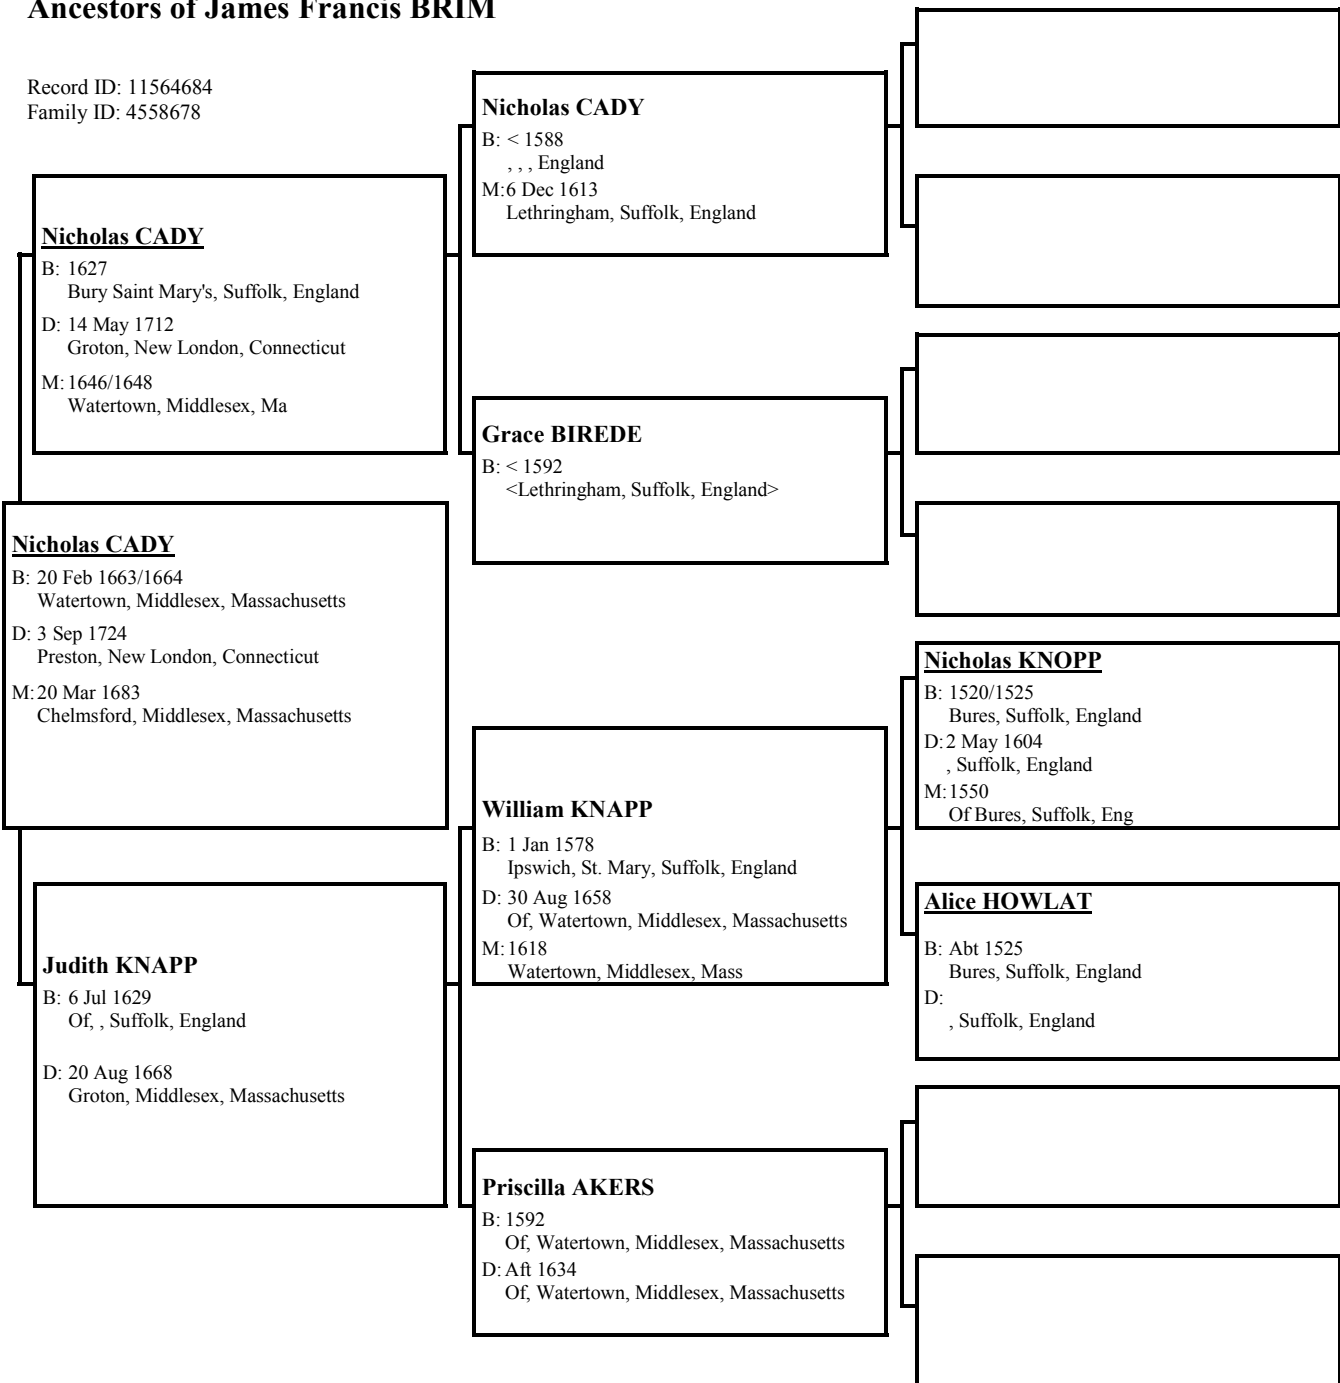 Ancestors of James Francis BRIM
Record ID: 11564684
Family ID: 4558678
Nicholas CADY
B: < 1588
, , , England
M: 6 Dec 1613
Lethringham, Suffolk, England
Nicholas CADY
B: 1627
Bury Saint Mary's, Suffolk, England
D: 14 May 1712
Groton, New London, Connecticut
M: 1646/1648
Watertown, Middlesex, Ma
Grace BIREDE
B: < 1592
<Lethringham, Suffolk, England>
Nicholas CADY
B: 20 Feb 1663/1664
Watertown, Middlesex, Massachusetts
D: 3 Sep 1724
Preston, New London, Connecticut
M: 20 Mar 1683
Chelmsford, Middlesex, Massachusetts
Nicholas KNOPP
B: 1520/1525
Bures, Suffolk, England
D: 2 May 1604
, Suffolk, England
M: 1550
Of Bures, Suffolk, Eng
William KNAPP
B: 1 Jan 1578
Ipswich, St. Mary, Suffolk, England
D: 30 Aug 1658
Of, Watertown, Middlesex, Massachusetts
M: 1618
Watertown, Middlesex, Mass
Alice HOWLAT
B: Abt 1525
Bures, Suffolk, England
D:
, Suffolk, England
Judith KNAPP
B: 6 Jul 1629
Of, , Suffolk, England
D: 20 Aug 1668
Groton, Middlesex, Massachusetts
Priscilla AKERS
B: 1592
Of, Watertown, Middlesex, Massachusetts
D: Aft 1634
Of, Watertown, Middlesex, Massachusetts